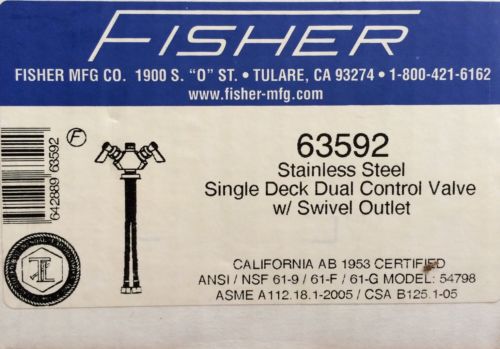 FISHER
FISHER MFG CO. 1900 S. "O" ST. • TULARE, CA 93274 • 1-800-421-6162
www.fisher-mfg.com
642889 63592
F
63592
Stainless Steel
Single Deck Dual Control Valve
w/ Swivel Outlet
CALIFORNIA AB 1953 CERTIFIED
ANSI / NSF 61-9 / 61-F / 61-G MODEL: 54798
ASME A112.18.1-2005 / CSA B125.1-05